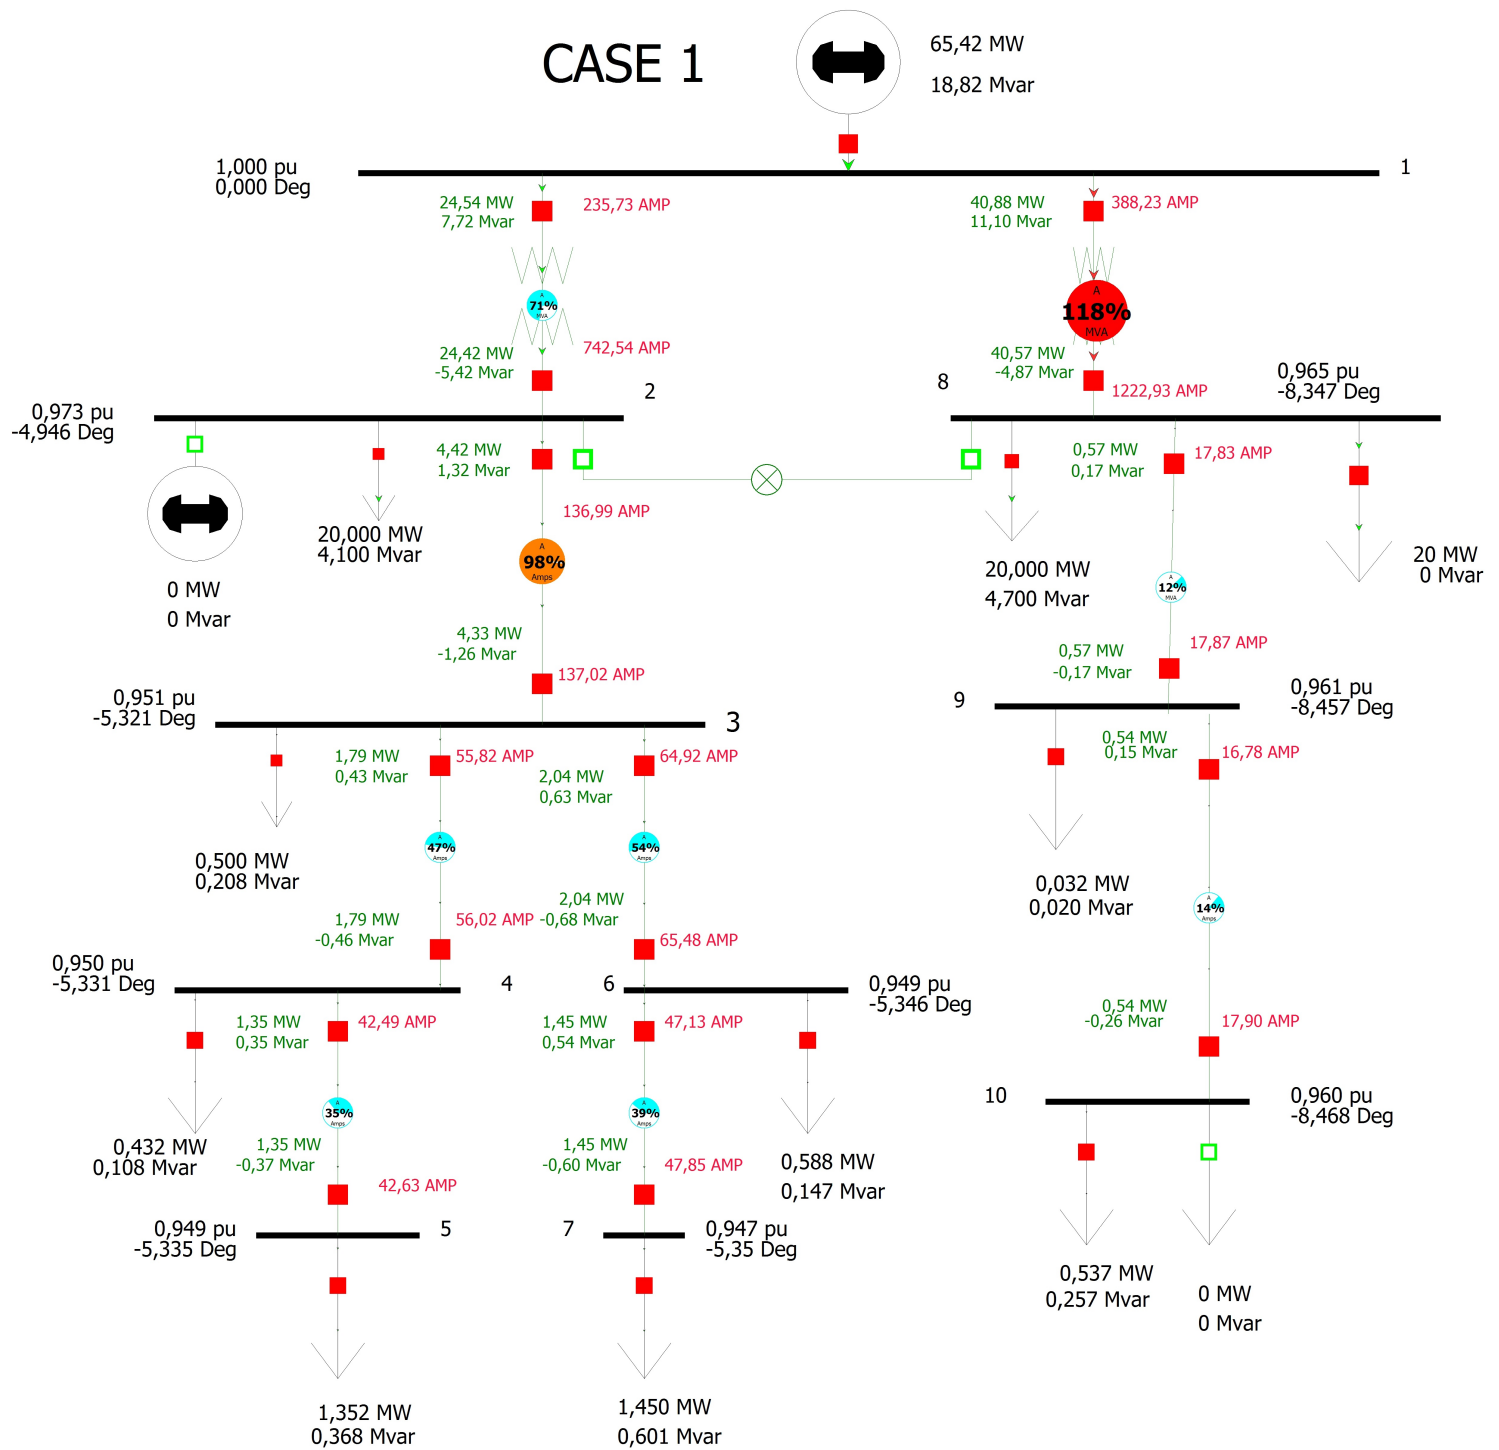 CASE 1
65,42 MW
18,82 Mvar
1,000 pu
0,000 Deg
1
24,54 MW
7,72 Mvar
235,73 AMP
40,88 MW
11,10 Mvar
388,23 AMP
A
71%
MVA
A
118%
MVA
24,42 MW
-5,42 Mvar
742,54 AMP
40,57 MW
-4,87 Mvar
1222,93 AMP
2
8
0,965 pu
-8,347 Deg
0,973 pu
-4,946 Deg
4,42 MW
1,32 Mvar
136,99 AMP
0,57 MW
0,17 Mvar
17,83 AMP
20,000 MW
4,100 Mvar
A
98%
Amps
0 MW
0 Mvar
20,000 MW
4,700 Mvar
20 MW
0 Mvar
A
12%
MVA
4,33 MW
-1,26 Mvar
137,02 AMP
0,57 MW
-0,17 Mvar
17,87 AMP
0,951 pu
-5,321 Deg
3
9
0,961 pu
-8,457 Deg
1,79 MW
0,43 Mvar
55,82 AMP
2,04 MW
0,63 Mvar
64,92 AMP
0,54 MW
0,15 Mvar
16,78 AMP
0,500 MW
0,208 Mvar
A
47%
Amps
A
54%
Amps
0,032 MW
0,020 Mvar
A
14%
Amps
1,79 MW
-0,46 Mvar
56,02 AMP
2,04 MW
-0,68 Mvar
65,48 AMP
0,950 pu
-5,331 Deg
4
6
0,949 pu
-5,346 Deg
0,54 MW
-0,26 Mvar
17,90 AMP
1,35 MW
0,35 Mvar
42,49 AMP
1,45 MW
0,54 Mvar
47,13 AMP
A
35%
Amps
A
39%
Amps
10
0,960 pu
-8,468 Deg
0,432 MW
0,108 Mvar
1,35 MW
-0,37 Mvar
42,63 AMP
1,45 MW
-0,60 Mvar
47,85 AMP
0,588 MW
0,147 Mvar
0,949 pu
-5,335 Deg
5
7
0,947 pu
-5,35 Deg
0,537 MW
0,257 Mvar
0 MW
0 Mvar
1,352 MW
0,368 Mvar
1,450 MW
0,601 Mvar